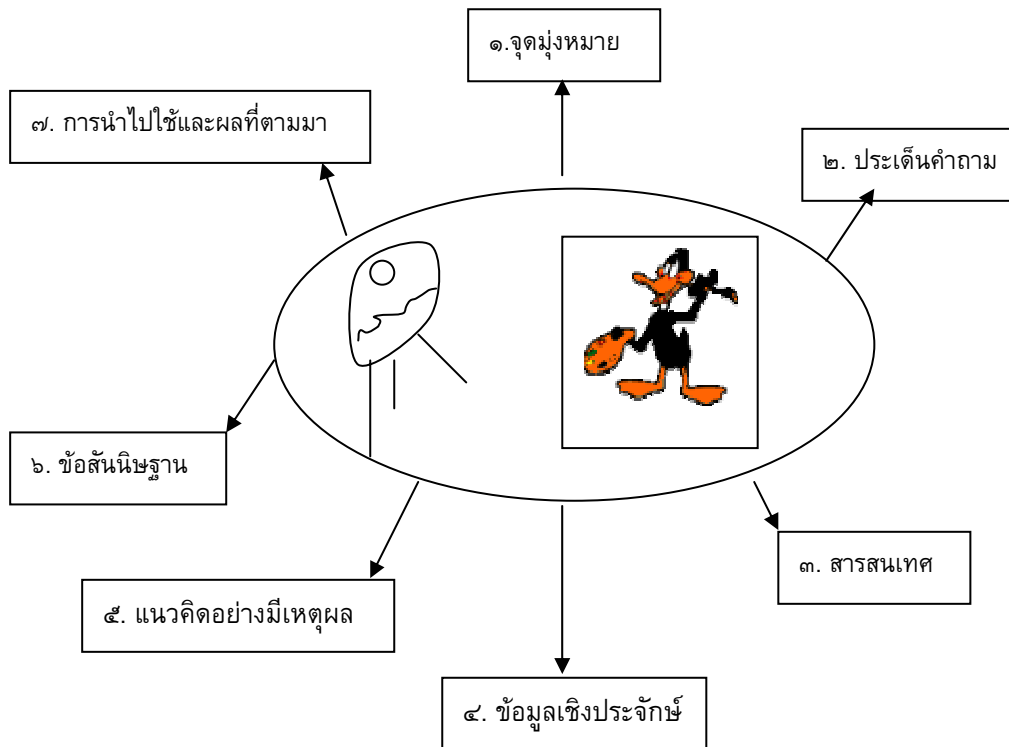 ๑.จุดมุ่งหมาย
๒. ประเด็นคำถาม
๓. สารสนเทศ
๔. ข้อมูลเชิงประจักษ์
๕. แนวคิดอย่างมีเหตุผล
๖. ข้อสันนิษฐาน
๗. การนำไปใช้และผลที่ตามมา